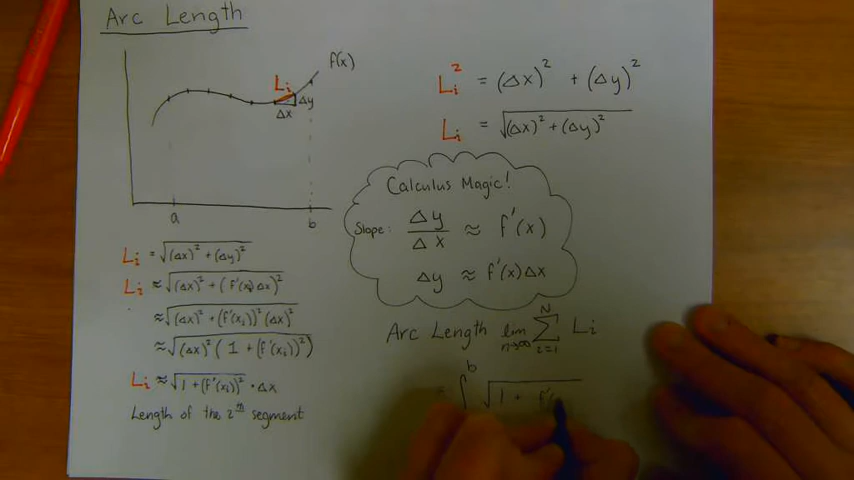 Arc Length
f(x)
Li
Δy
Δx
a
b
Li² = (Δx)² + (Δy)²
Li = √(Δx)² + (Δy)²
Calculus Magic!
Slope: Δy/Δx ≈ f'(x)
Δy ≈ f'(x)Δx
Li = √(Δx)² + (Δy)²
Li ≈ √(Δx)² + (f'(xi)Δx)²
≈ √(Δx)² + (f'(xi))² (Δx)²
≈ √(Δx)² (1 + (f'(xi))²)
Li ≈ √1 + (f'(xi))² · Δx
Length of the ith segment
Arc Length lim n→∞ N Σ i=1 Li
= ∫ b √1 + f'(